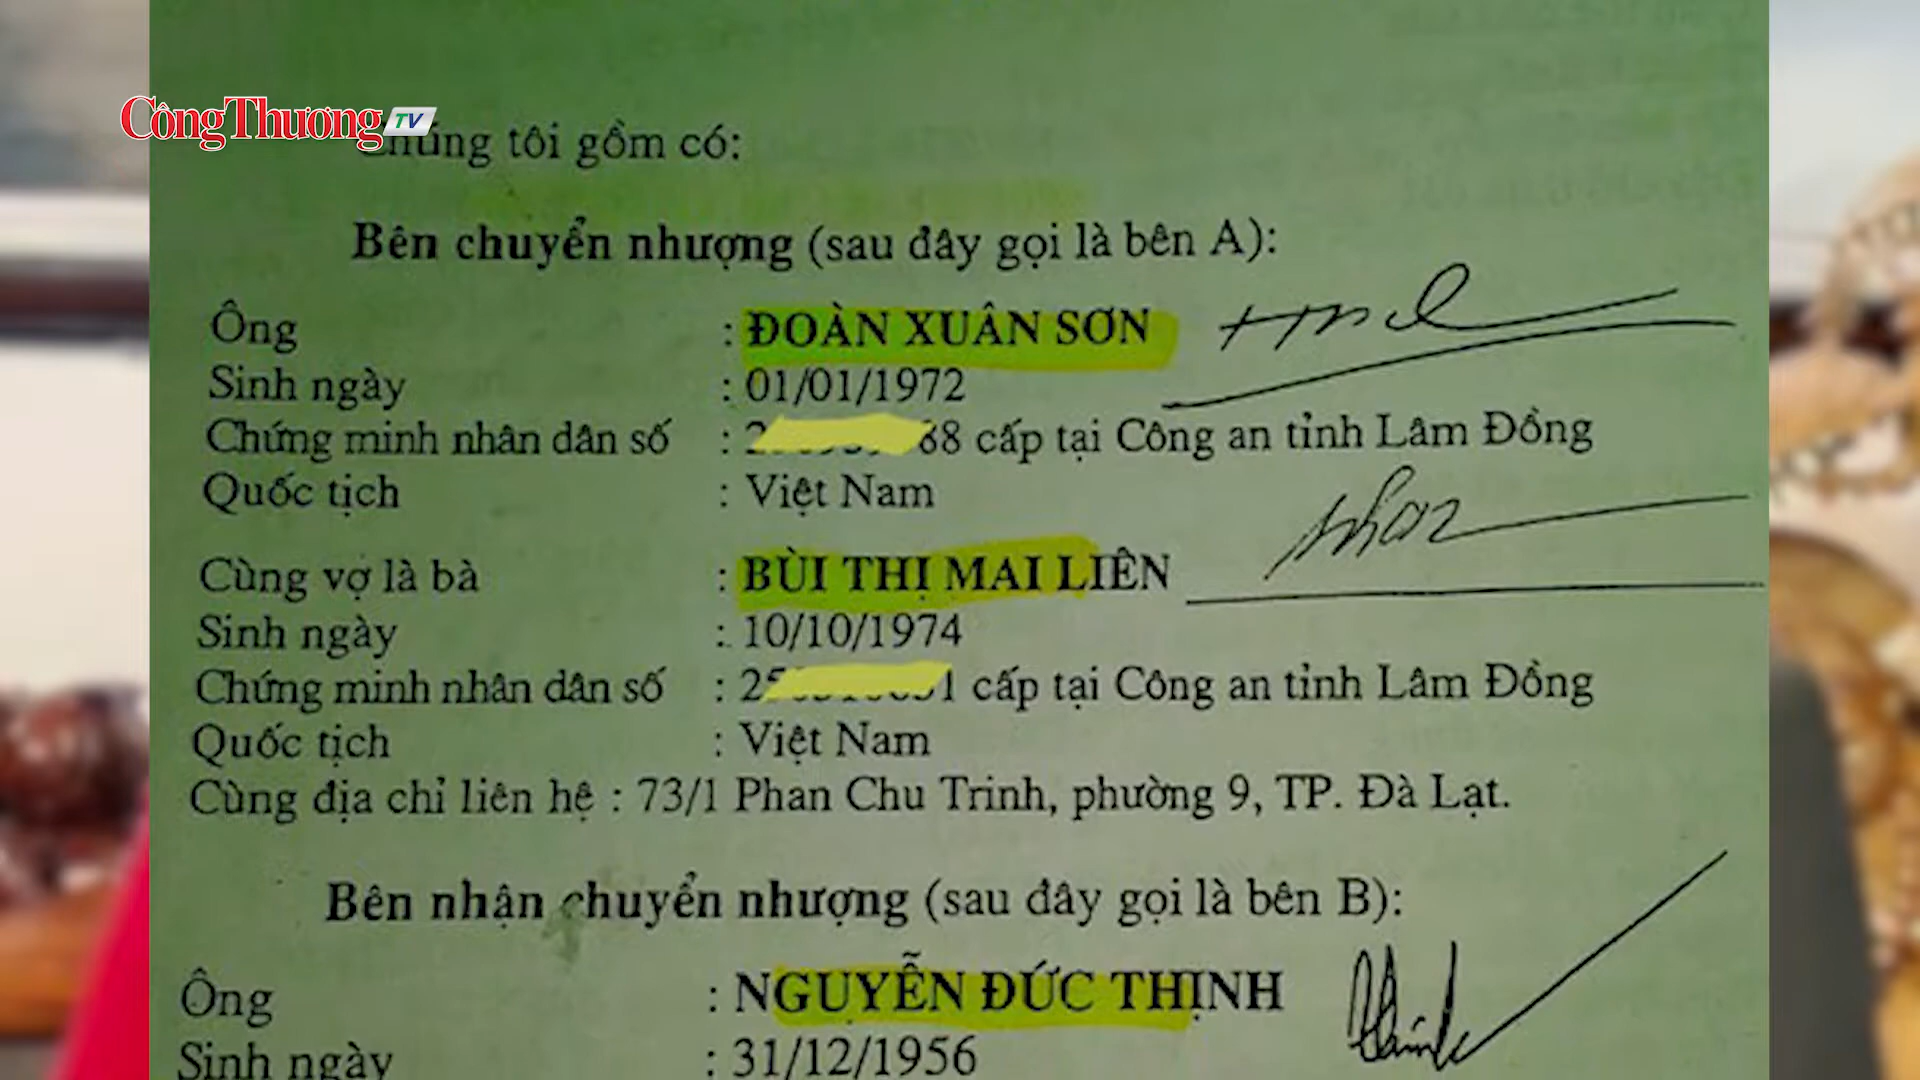 CôngThương TV
Chúng tôi gồm có:
Bên chuyển nhượng (sau đây gọi là bên A):
Ông : ĐOÀN XUÂN SƠN
Sinh ngày : 01/01/1972
Chứng minh nhân dân số : 2 88 cấp tại Công an tỉnh Lâm Đồng
Quốc tịch : Việt Nam
Cùng vợ là bà : BÙI THỊ MAI LIÊN
Sinh ngày : 10/10/1974
Chứng minh nhân dân số : 25 1 cấp tại Công an tỉnh Lâm Đồng
Quốc tịch : Việt Nam
Cùng địa chỉ liên hệ : 73/1 Phan Chu Trinh, phường 9, TP. Đà Lạt.
Bên nhận chuyển nhượng (sau đây gọi là bên B):
Ông : NGUYỄN ĐỨC THỊNH
Sinh ngày : 31/12/1956